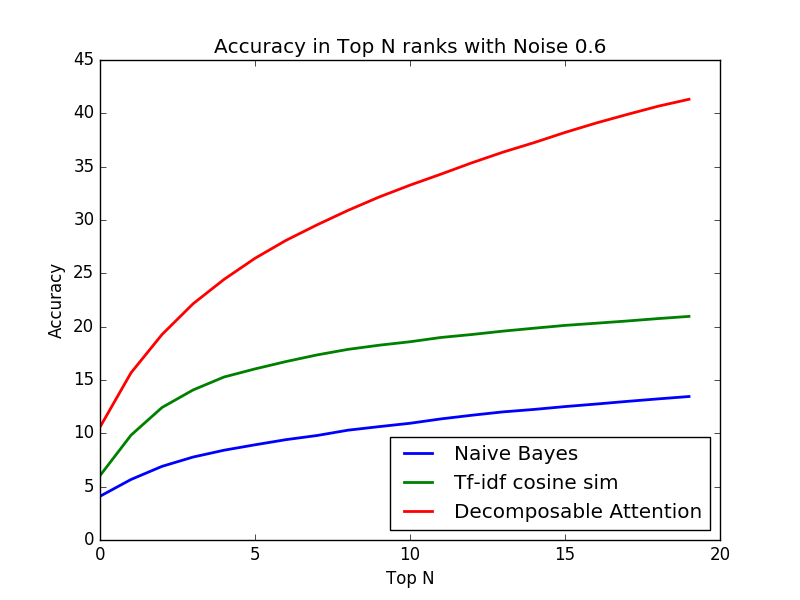 Accuracy in Top N ranks with Noise 0.6
45
40
35
30
25
20
15
10
5
0
Accuracy
Naive Bayes
Tf-idf cosine sim
Decomposable Attention
0 5 10 15 20
Top N